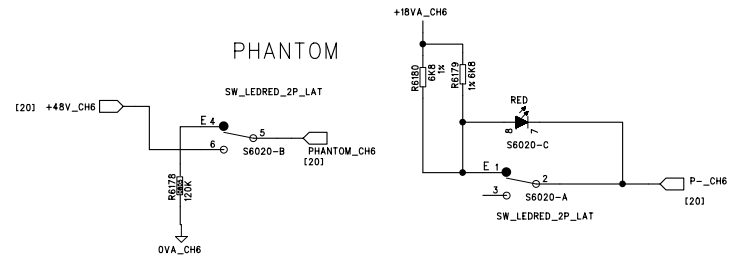 +18VA_CH6
PHANTOM
R6180
6K8
1%
R6179
1% 6K8
SW_LEDRED_2P_LAT
RED
[20] +48V_CH6
E 4
5
8
7
6
S6020-B
PHANTOM_CH6
[20]
S6020-C
E 1
2
P-_CH6
[20]
R6178
120K
3
S6020-A
SW_LEDRED_2P_LAT
0VA_CH6